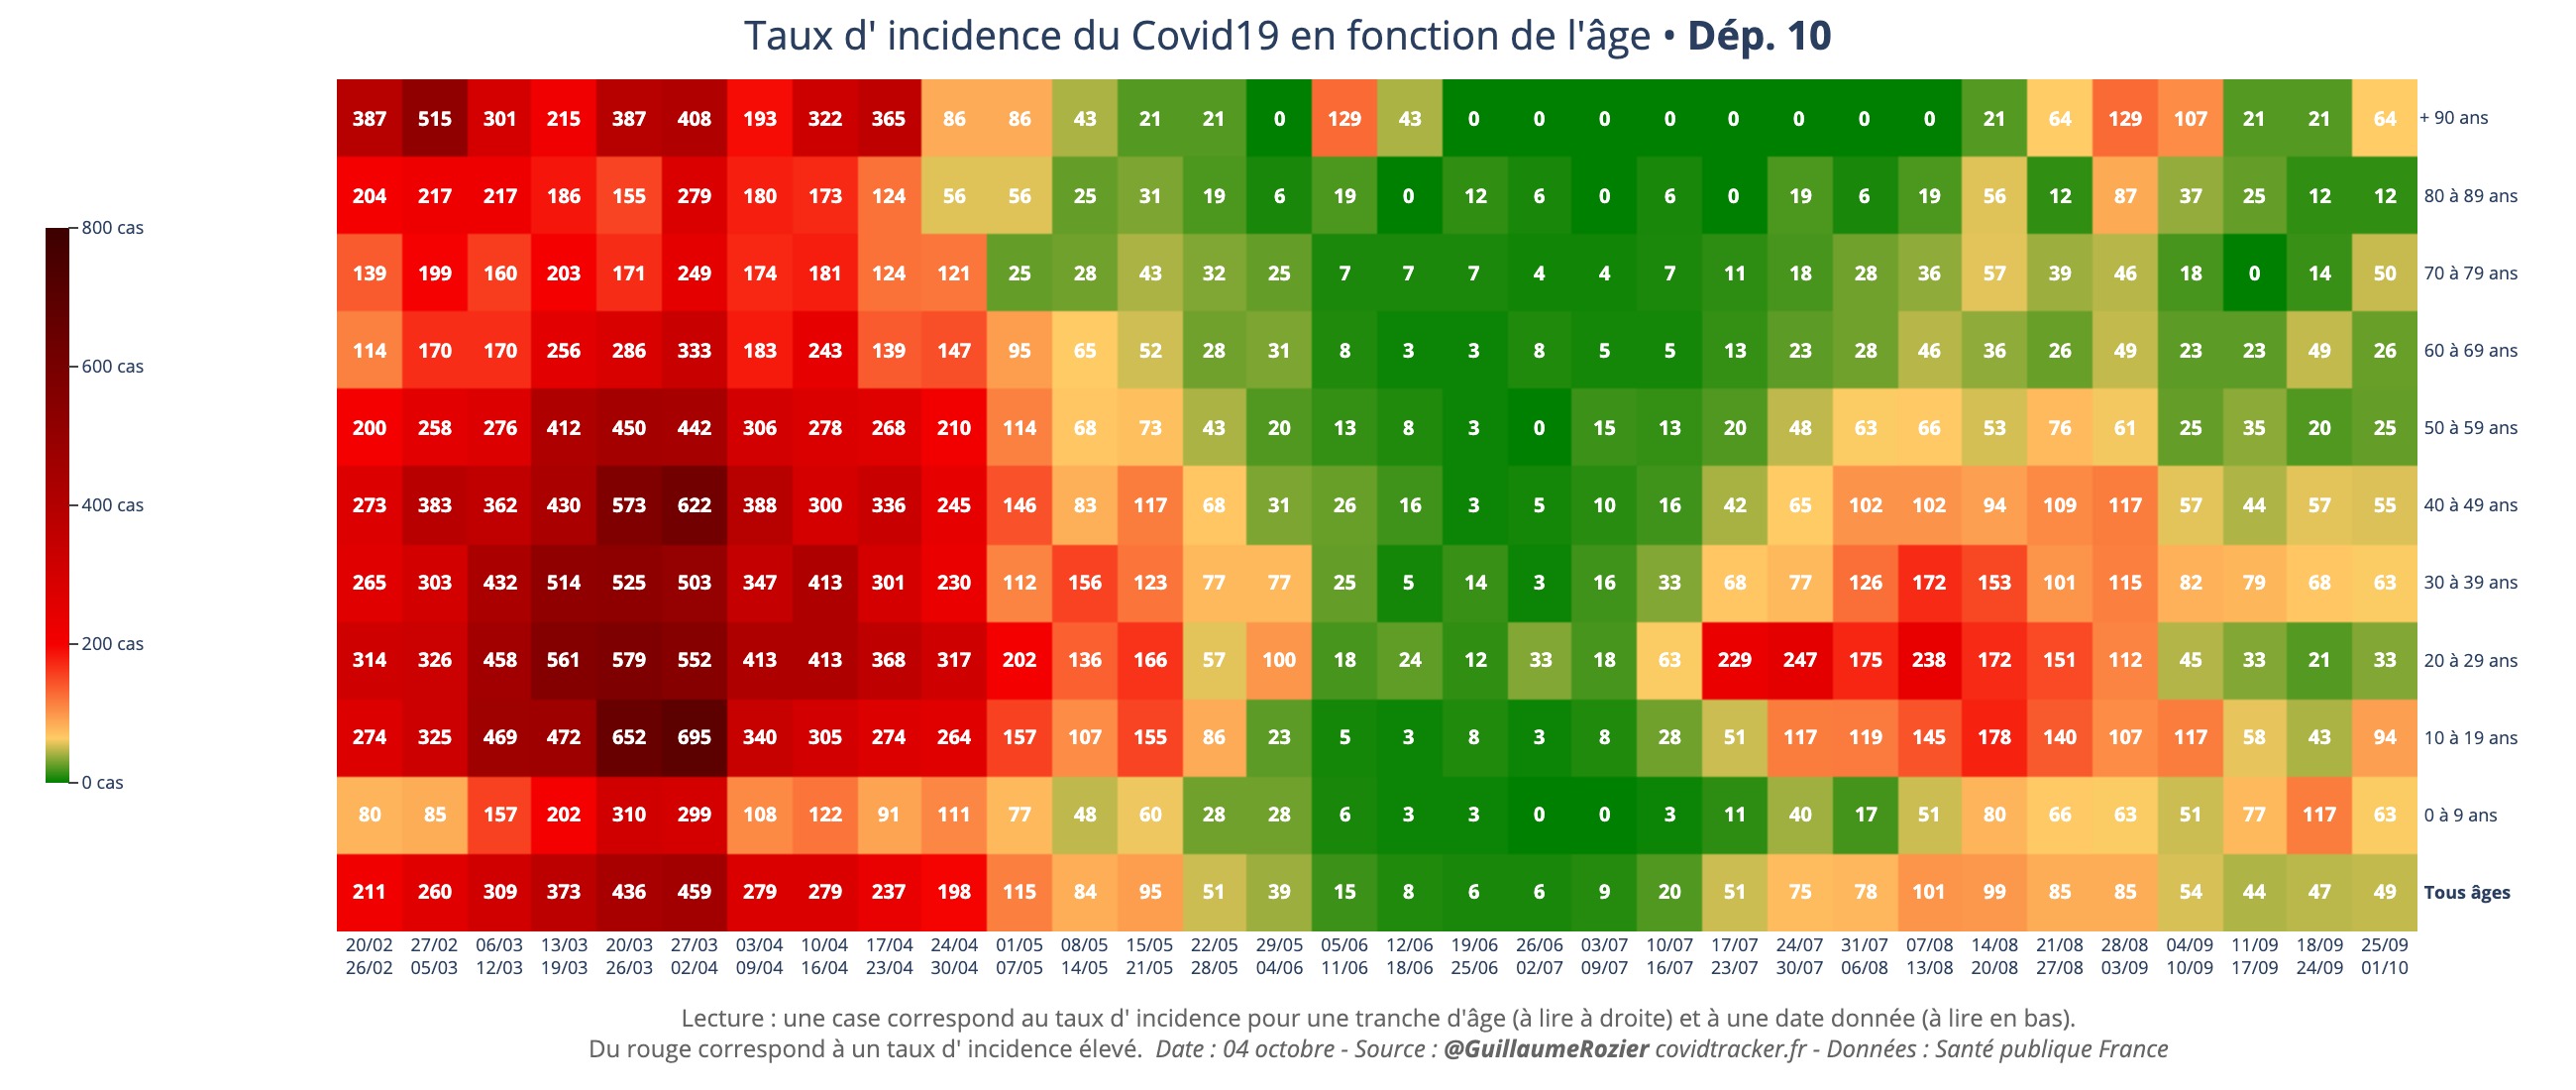 Taux d' incidence du Covid19 en fonction de l'âge • Dép. 10
387 515 301 215 387 408 193 322 365 86 86 43 21 21 0 129 43 0 0 0 0 0 0 0 0 21 64 129 107 21 21 64 + 90 ans
204 217 217 186 155 279 180 173 124 56 56 25 31 19 6 19 0 12 6 0 6 0 19 6 19 56 12 87 37 25 12 12 80 à 89 ans
800 cas
139 199 160 203 171 249 174 181 124 121 25 28 43 32 25 7 7 7 4 4 7 11 18 28 36 57 39 46 18 0 14 50 70 à 79 ans
114 170 170 256 286 333 183 243 139 147 95 65 52 28 31 8 3 3 8 5 5 13 23 28 46 36 26 49 23 23 49 26 60 à 69 ans
600 cas
200 258 276 412 450 442 306 278 268 210 114 68 73 43 20 13 8 3 0 15 13 20 48 63 66 53 76 61 25 35 20 25 50 à 59 ans
400 cas
273 383 362 430 573 622 388 300 336 245 146 83 117 68 31 26 16 3 5 10 16 42 65 102 102 94 109 117 57 44 57 55 40 à 49 ans
265 303 432 514 525 503 347 413 301 230 112 156 123 77 77 25 5 14 3 16 33 68 77 126 172 153 101 115 82 79 68 63 30 à 39 ans
200 cas
314 326 458 561 579 552 413 413 368 317 202 136 166 57 100 18 24 12 33 18 63 229 247 175 238 172 151 112 45 33 21 33 20 à 29 ans
274 325 469 472 652 695 340 305 274 264 157 107 155 86 23 5 3 8 3 8 28 51 117 119 145 178 140 107 117 58 43 94 10 à 19 ans
0 cas
80 85 157 202 310 299 108 122 91 111 77 48 60 28 28 6 3 3 0 0 3 11 40 17 51 80 66 63 51 77 117 63 0 à 9 ans
211 260 309 373 436 459 279 279 237 198 115 84 95 51 39 15 8 6 6 9 20 51 75 78 101 99 85 85 54 44 47 49 Tous âges
20/02 27/02 06/03 13/03 20/03 27/03 03/04 10/04 17/04 24/04 01/05 08/05 15/05 22/05 29/05 05/06 12/06 19/06 26/06 03/07 10/07 17/07 24/07 31/07 07/08 14/08 21/08 28/08 04/09 11/09 18/09 25/09
26/02 05/03 12/03 19/03 26/03 02/04 09/04 16/04 23/04 30/04 07/05 14/05 21/05 28/05 04/06 11/06 18/06 25/06 02/07 09/07 16/07 23/07 30/07 06/08 13/08 20/08 27/08 03/09 10/09 17/09 24/09 01/10
Lecture : une case correspond au taux d' incidence pour une tranche d'âge (à lire à droite) et à une date donnée (à lire en bas).
Du rouge correspond à un taux d' incidence élevé. Date : 04 octobre - Source : @GuillaumeRozier covidtracker.fr - Données : Santé publique France